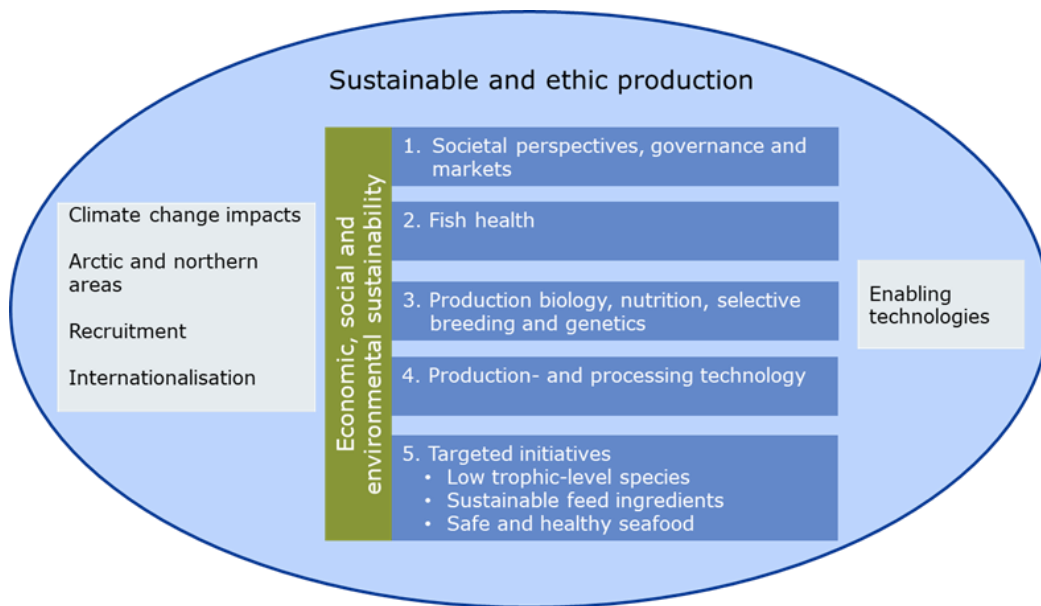 Sustainable and ethic production
Climate change impacts
Arctic and northern
areas
Recruitment
Internationalisation
Economic, social and
environmental sustainability
1. Societal perspectives, governance and
markets
2. Fish health
3. Production biology, nutrition, selective
breeding and genetics
4. Production- and processing technology
5. Targeted initiatives
• Low trophic-level species
• Sustainable feed ingredients
• Safe and healthy seafood
Enabling
technologies